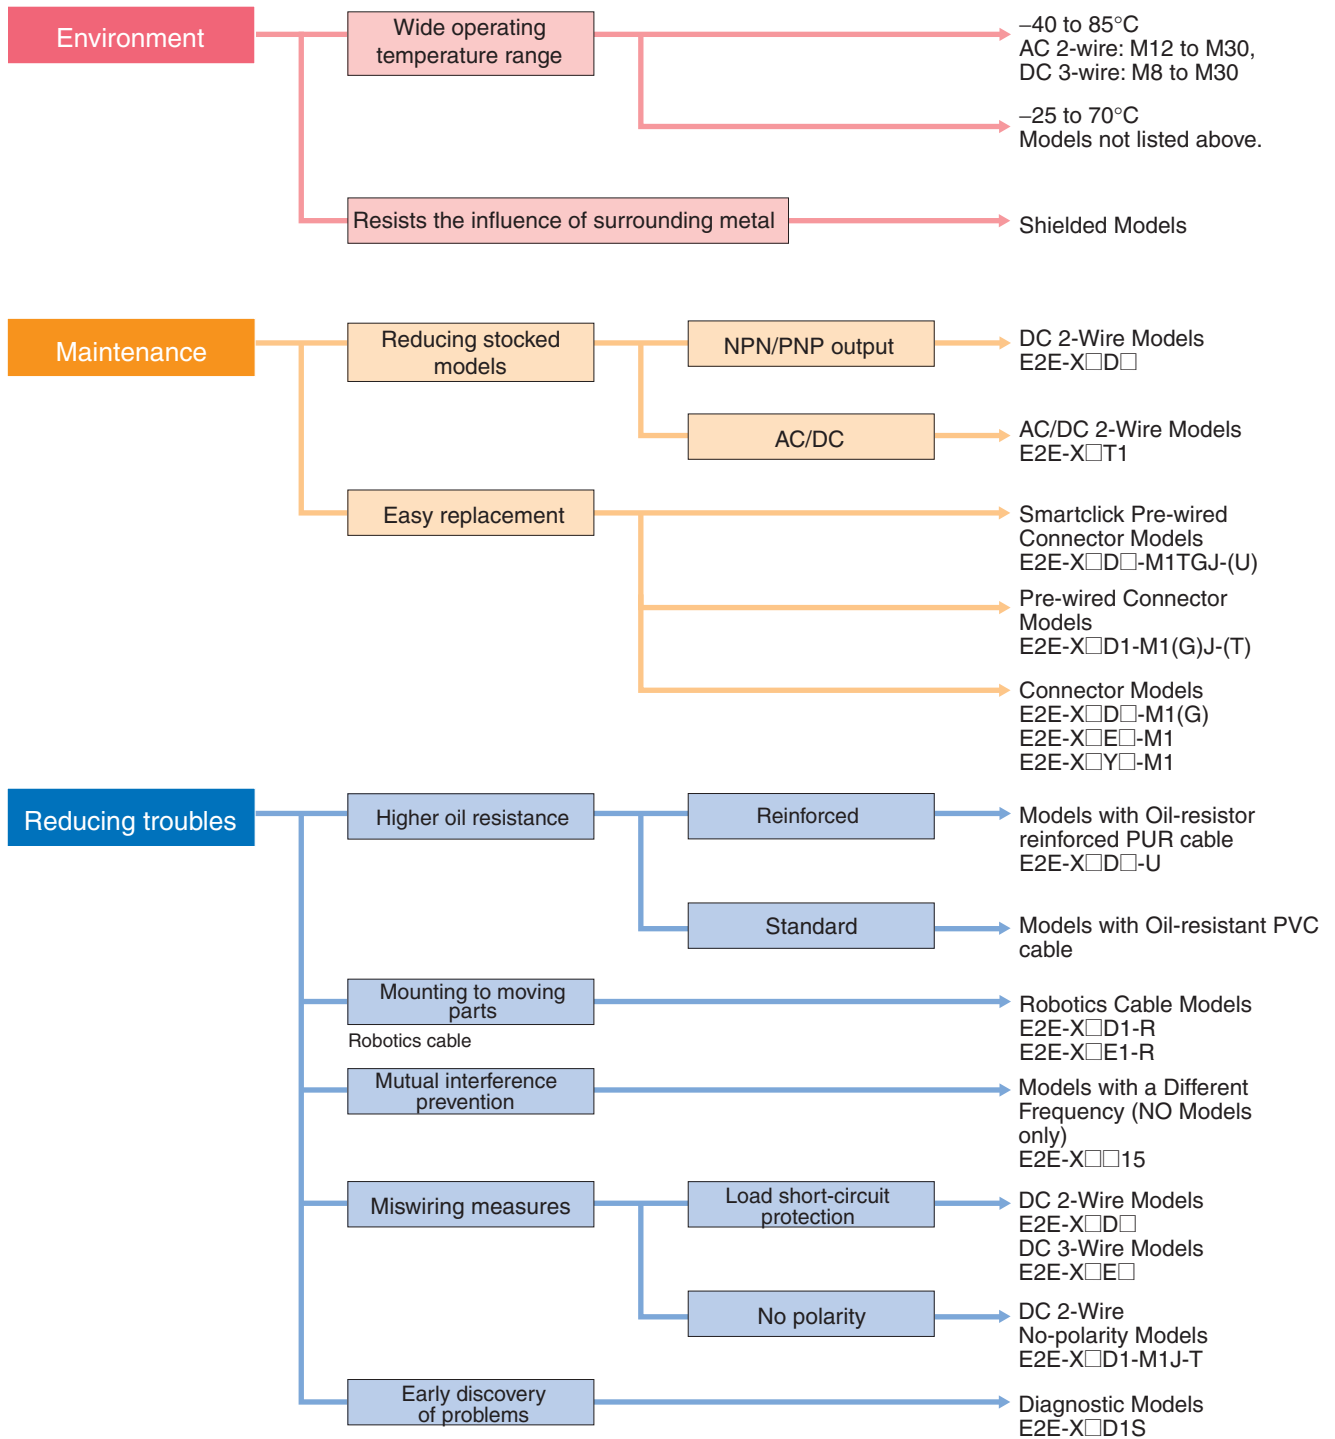 Environment
Wide operating
temperature range
–40 to 85°C
AC 2-wire: M12 to M30,
DC 3-wire: M8 to M30
–25 to 70°C
Models not listed above.
Resists the influence of surrounding metal
Shielded Models
Maintenance
Reducing stocked
models
NPN/PNP output
DC 2-Wire Models
E2E-X□D□
AC/DC
AC/DC 2-Wire Models
E2E-X□T1
Easy replacement
Smartclick Pre-wired
Connector Models
E2E-X□D□-M1TGJ-(U)
Pre-wired Connector
Models
E2E-X□D1-M1(G)J-(T)
Connector Models
E2E-X□D□-M1(G)
E2E-X□E□-M1
E2E-X□Y□-M1
Reducing troubles
Higher oil resistance
Reinforced
Models with Oil-resistor
reinforced PUR cable
E2E-X□D□-U
Standard
Models with Oil-resistant PVC
cable
Mounting to moving
parts
Robotics cable
Robotics Cable Models
E2E-X□D1-R
E2E-X□E1-R
Mutual interference
prevention
Models with a Different
Frequency (NO Models
only)
E2E-X□□15
Miswiring measures
Load short-circuit
protection
DC 2-Wire Models
E2E-X□D□
DC 3-Wire Models
E2E-X□E□
No polarity
DC 2-Wire
No-polarity Models
E2E-X□D1-M1J-T
Early discovery
of problems
Diagnostic Models
E2E-X□D1S